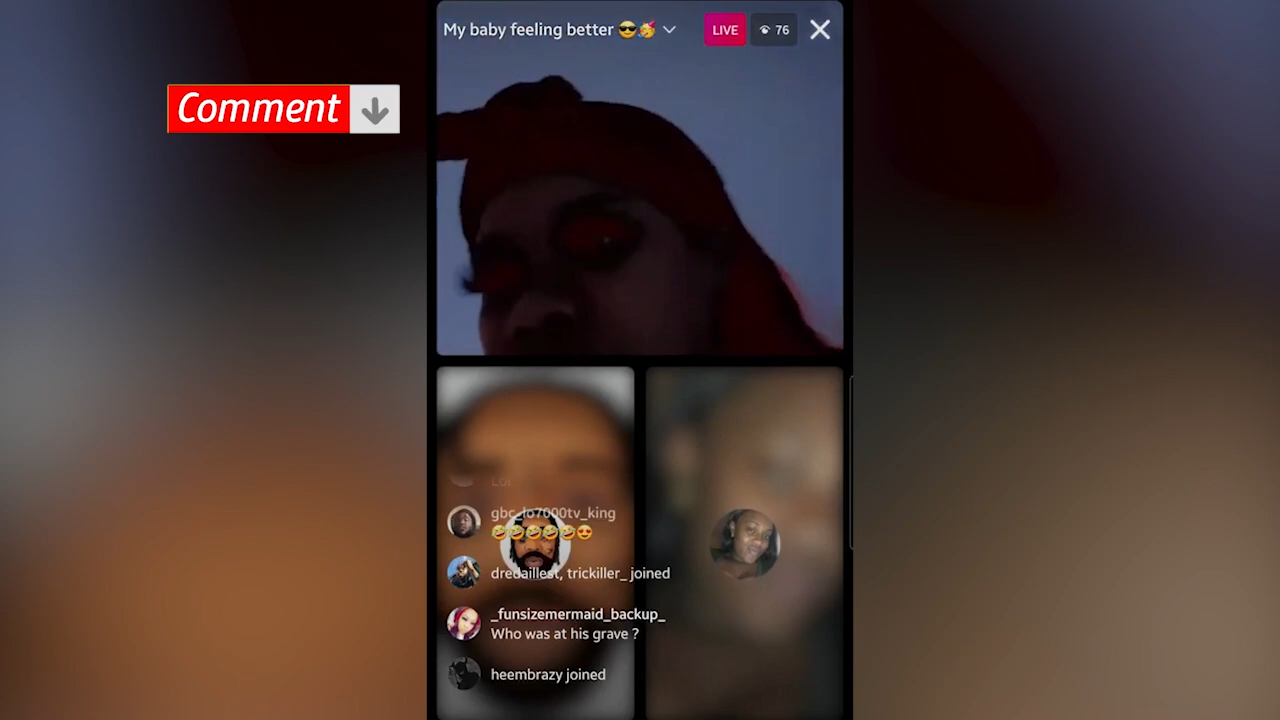 My baby feeling better 😎🥳
LIVE
76
Comment
Lol
gbc_lo7000tv_king
🤣🤣🤣🤣🤣😍
dredaillest, trickiller_ joined
_funsizemermaid_backup_
Who was at his grave ?
heembrazy joined